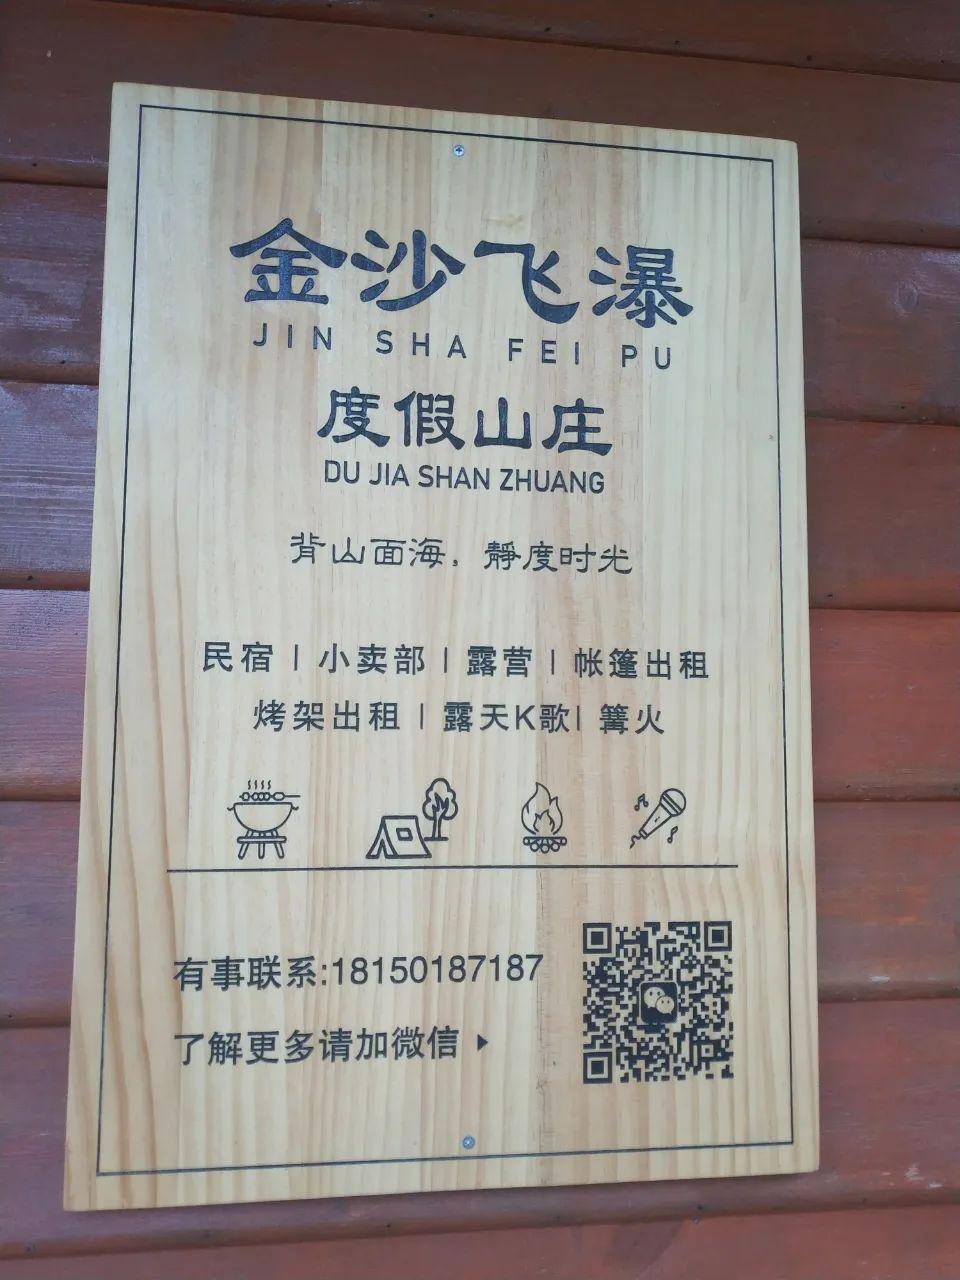 金沙飞瀑
JIN SHA FEI PU
度假山庄
DU JIA SHAN ZHUANG
背山面海，静度时光
民宿 | 小卖部 | 露营 | 帐篷出租
烤架出租 | 露天K歌| 篝火
有事联系:18150187187
了解更多请加微信 ▸